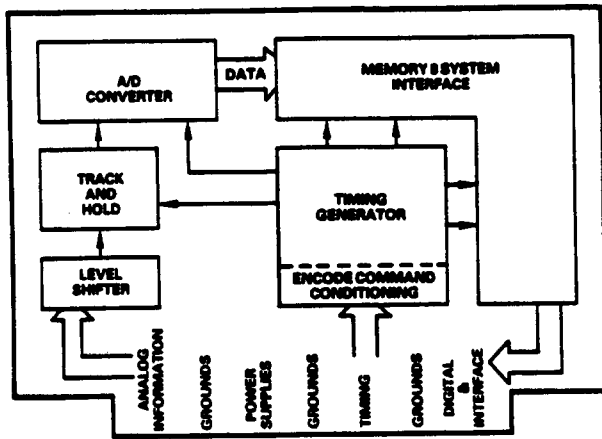 A/D
CONVERTER
DATA
MEMORY & SYSTEM
INTERFACE
TRACK
AND
HOLD
TIMING
GENERATOR
LEVEL
SHIFTER
ENCODE COMMAND
CONDITIONING
ANALOG
INFORMATION
GROUNDS
POWER
SUPPLIES
GROUNDS
TIMING
GROUNDS
DIGITAL
&
INTERFACE